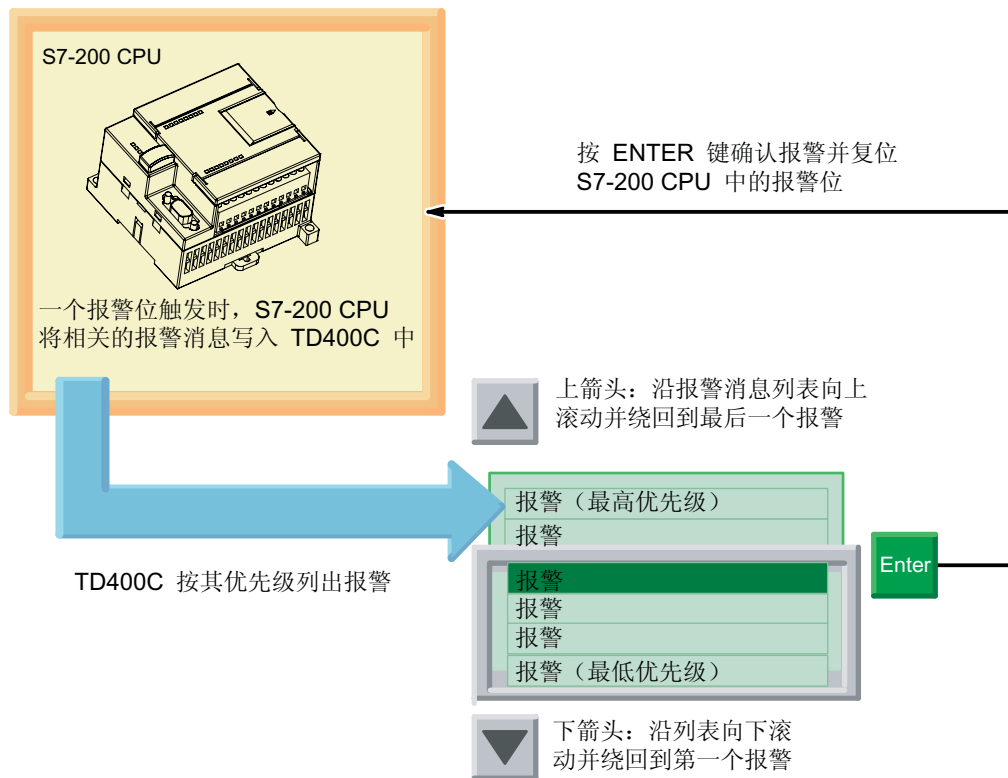 S7-200 CPU
一个报警位触发时，S7-200 CPU
将相关的报警消息写入 TD400C 中
按 ENTER 键确认报警并复位
S7-200 CPU 中的报警位
上箭头：沿报警消息列表向上
滚动并绕回到最后一个报警
TD400C 按其优先级列出报警
报警（最高优先级）
报警
报警
报警
报警
报警（最低优先级）
Enter
下箭头：沿列表向下滚
动并绕回到第一个报警